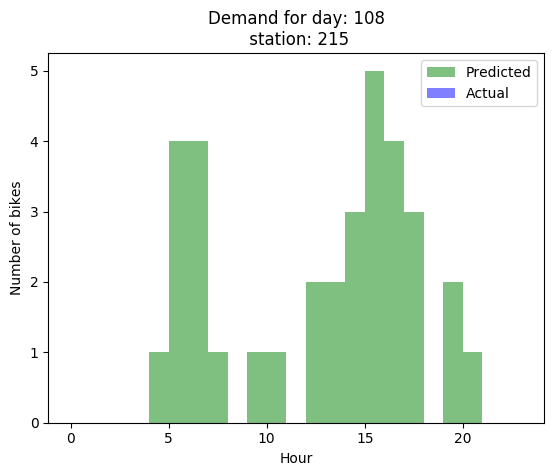 Demand for day: 108
station: 215
Predicted
Actual
Number of bikes
5
4
3
2
1
0
0 5 10 15 20
Hour